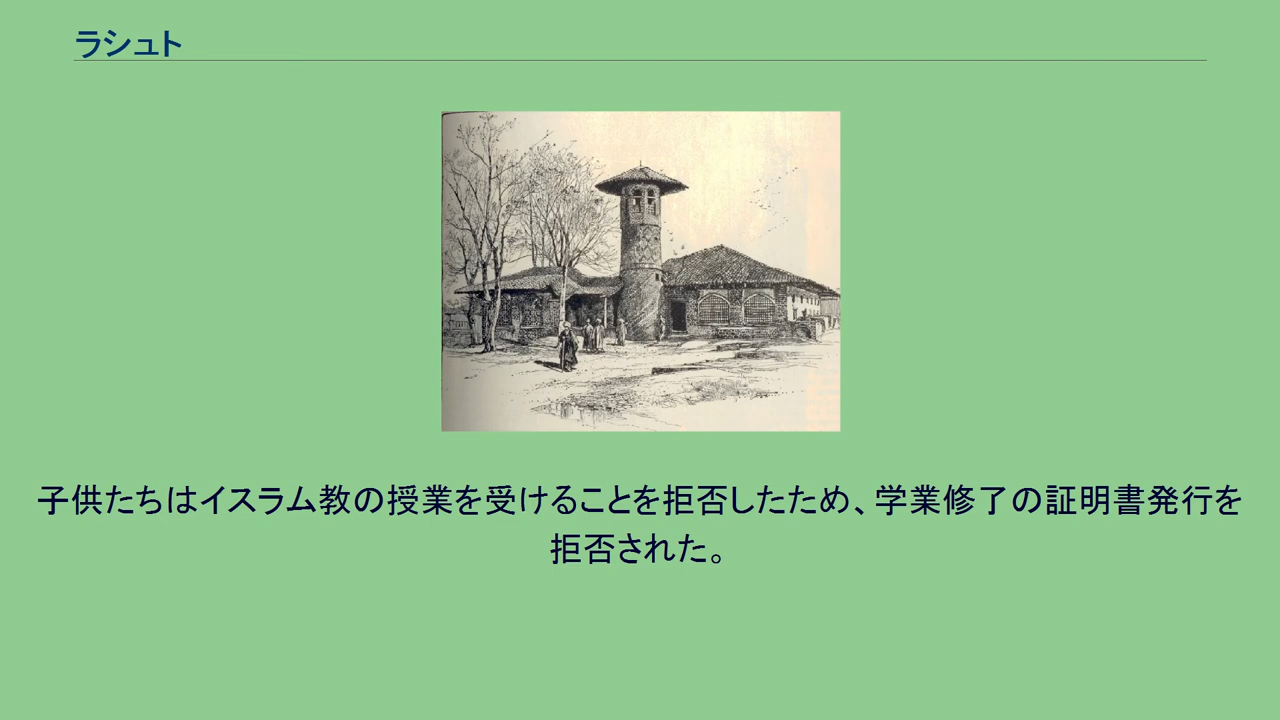 ラシュト
子供たちはイスラム教の授業を受けることを拒否したため、学業修了の証明書発行を
拒否された。